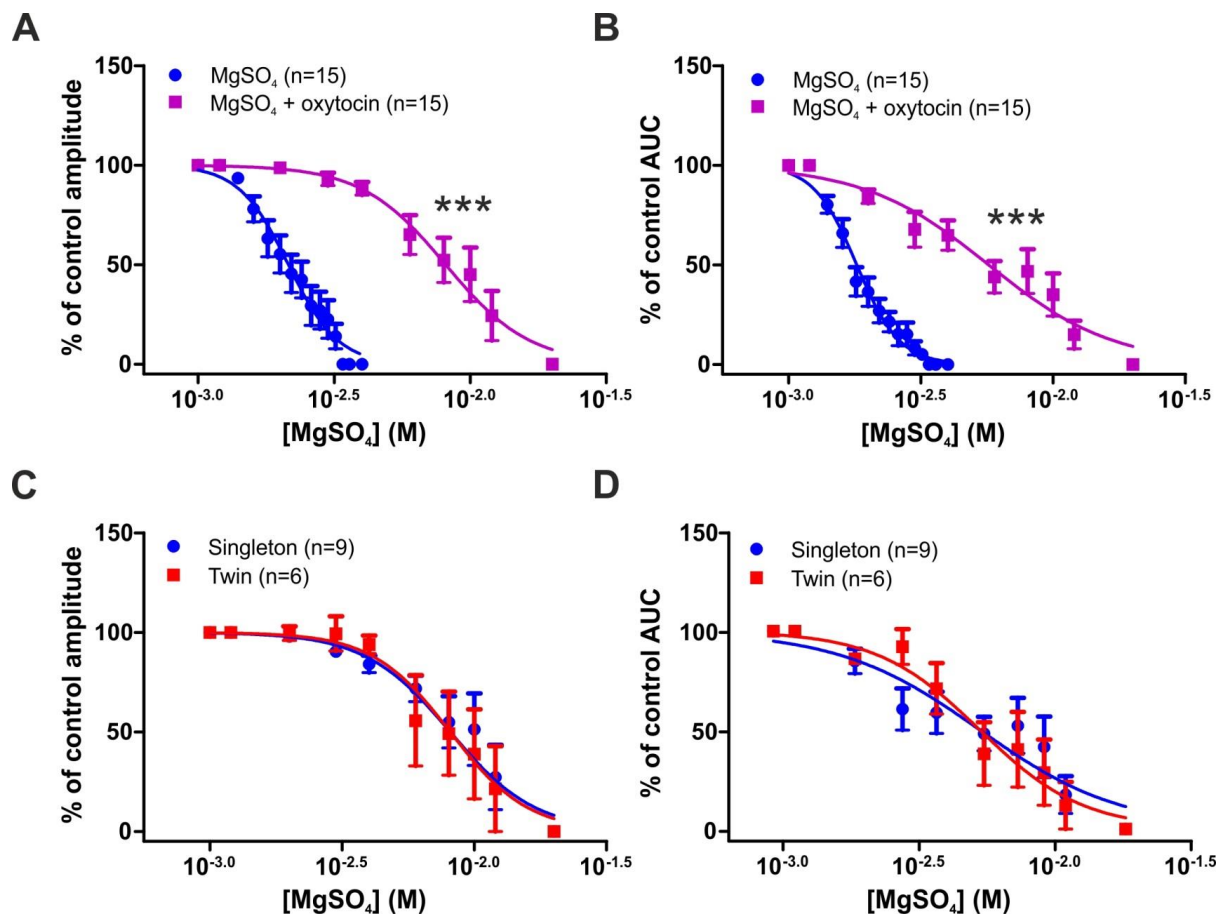 A
150
100
50
0
% of control amplitude
MgSO₄ (n=15)
MgSO₄ + oxytocin (n=15)
***
10⁻³·⁰ 10⁻²·⁵ 10⁻²·⁰ 10⁻¹·⁵
[MgSO₄] (M)
B
150
100
50
0
% of control AUC
MgSO₄ (n=15)
MgSO₄ + oxytocin (n=15)
***
10⁻³·⁰ 10⁻²·⁵ 10⁻²·⁰ 10⁻¹·⁵
[MgSO₄] (M)
C
150
100
50
0
% of control amplitude
Singleton (n=9)
Twin (n=6)
10⁻³·⁰ 10⁻²·⁵ 10⁻²·⁰ 10⁻¹·⁵
[MgSO₄] (M)
D
150
100
50
0
% of control AUC
Singleton (n=9)
Twin (n=6)
10⁻³·⁰ 10⁻²·⁵ 10⁻²·⁰ 10⁻¹·⁵
[MgSO₄] (M)